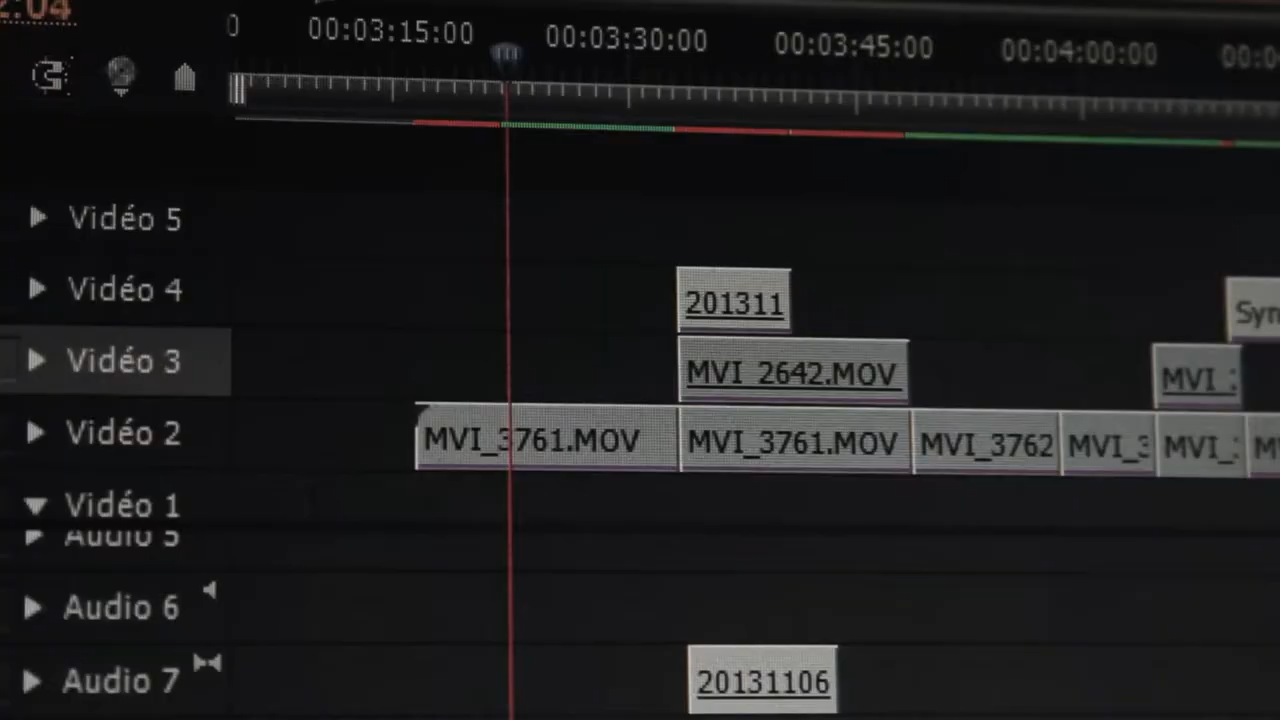 2:04
0 00:03:15:00 00:03:30:00 00:03:45:00 00:04:00:00 00:0
Vidéo 5
Vidéo 4 201311 Syn
Vidéo 3 MVI_2642.MOV MVI_
Vidéo 2 MVI_3761.MOV MVI_3761.MOV MVI_3762 MVI_3 MVI_ M
Vidéo 1
Audio 5
Audio 6
Audio 7 20131106